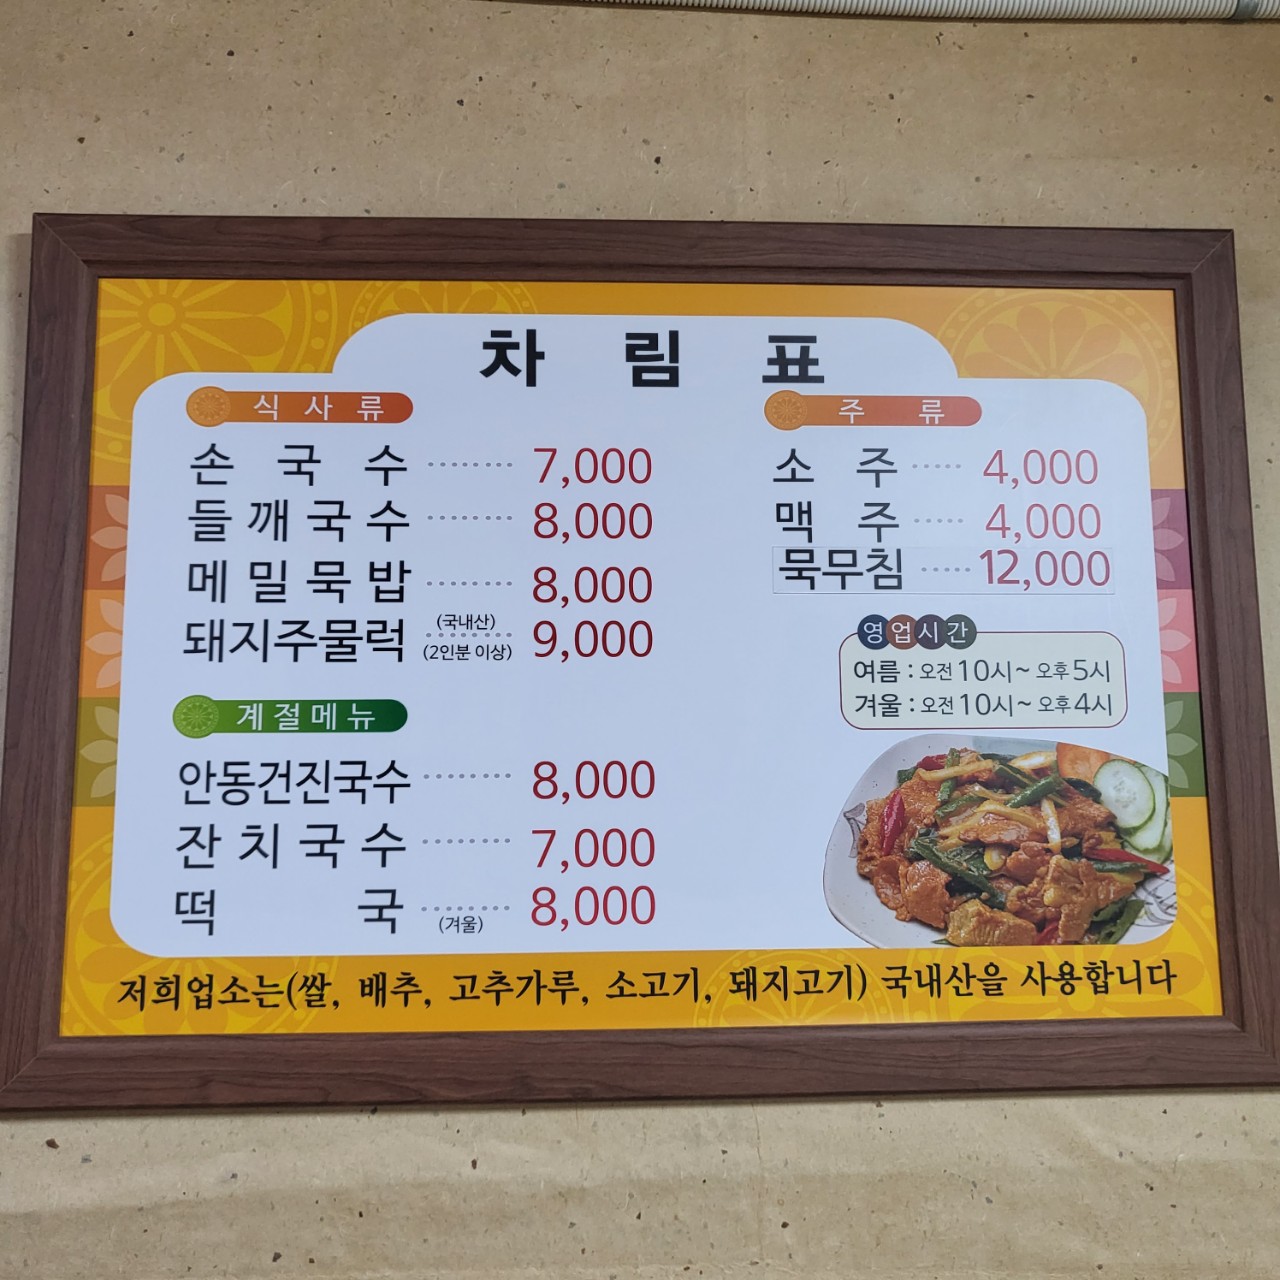 차 림 표
식 사 류
손 국 수 ········ 7,000
들 깨 국 수 ········ 8,000
메 밀 묵 밥 ········ 8,000
돼지주물럭 (국내산) ········ (2인분 이상) 9,000
계 절 메 뉴
안동건진국수 ········ 8,000
잔 치 국 수 ········ 7,000
떡 국 ········ (겨울) 8,000
주 류
소 주 ····· 4,000
맥 주 ····· 4,000
묵무침 ····· 12,000
영업시간
여름 : 오전 10시~ 오후 5시
겨울 : 오전 10시~ 오후 4시
저희업소는(쌀, 배추, 고추가루, 소고기, 돼지고기) 국내산을 사용합니다